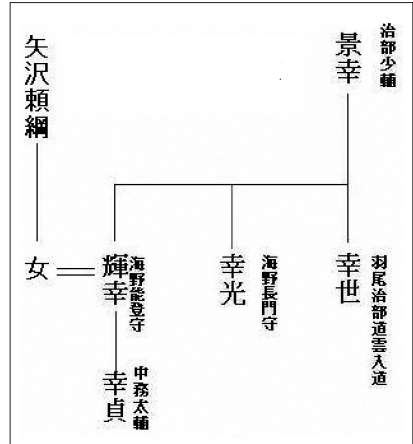 治部少輔
景幸
矢沢頼綱
羽尾治部道雲入道
幸世
海野長門守
幸光
海野能登守
輝幸
女
中務太輔
幸貞